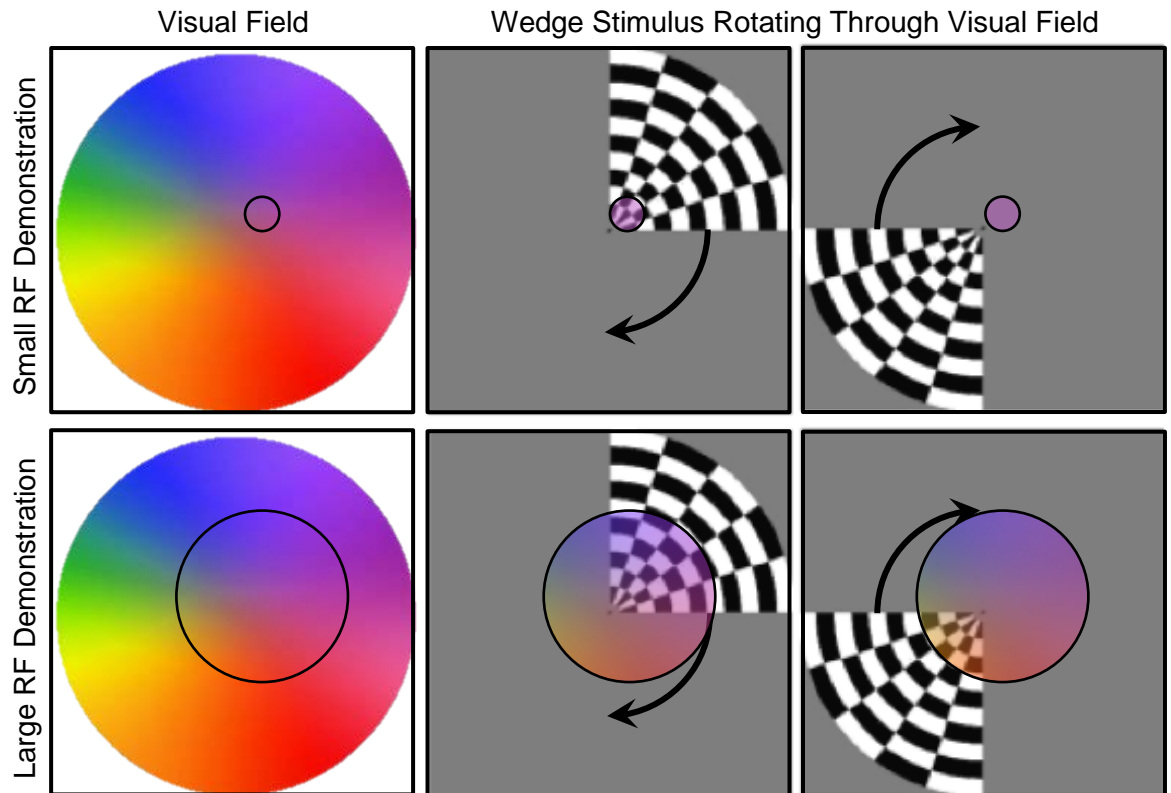 Visual Field
Wedge Stimulus Rotating Through Visual Field
Small RF Demonstration
Large RF Demonstration